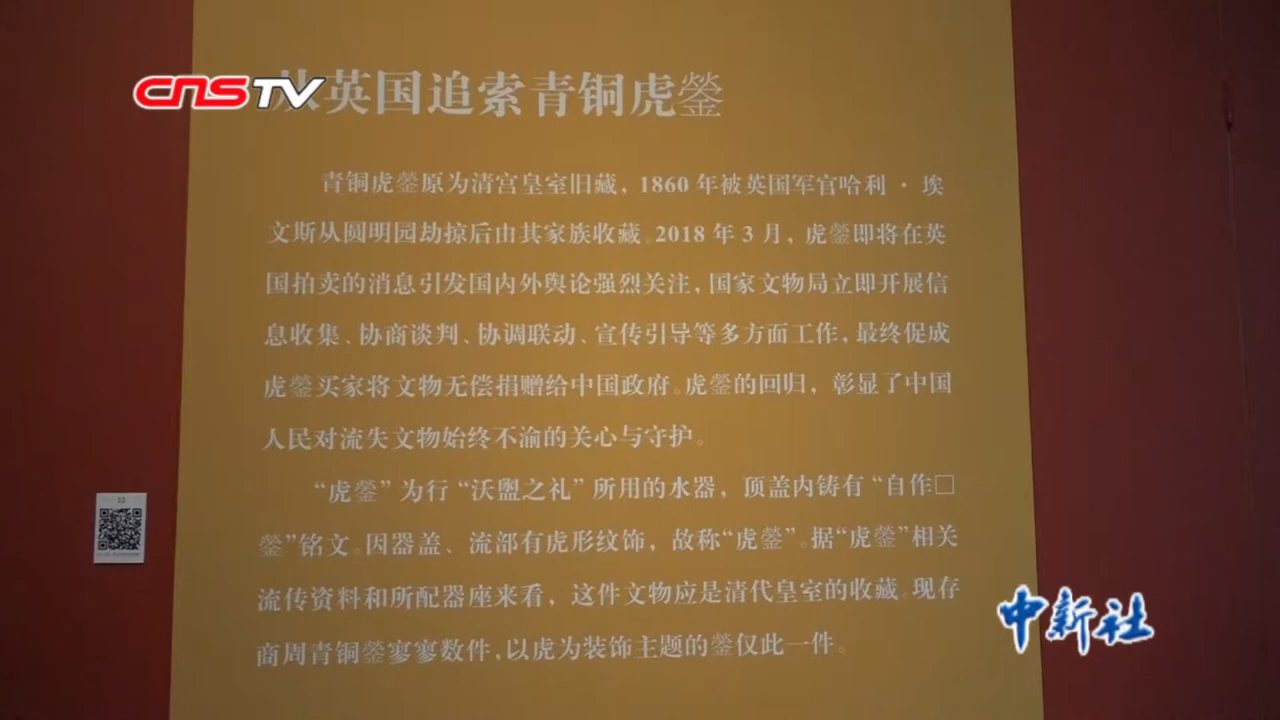 CNSTV
从英国追索青铜虎鎣
青铜虎鎣原为清宫皇室旧藏，1860 年被英国军官哈利·埃
文斯从圆明园劫掠后由其家族收藏。2018 年 3 月，虎鎣即将在英
国拍卖的消息引发国内外舆论强烈关注，国家文物局立即开展信
息收集、协商谈判、协调联动、宣传引导等多方面工作，最终促成
虎鎣买家将文物无偿捐赠给中国政府。虎鎣的回归，彰显了中国
人民对流失文物始终不渝的关心与守护。
“虎鎣”为行“沃盥之礼”所用的水器，顶盖内铸有“自作□
鎣”铭文。因器盖、流部有虎形纹饰，故称“虎鎣”。据“虎鎣”相关
流传资料和所配器座来看，这件文物应是清代皇室的收藏。现存
商周青铜鎣寥寥数件，以虎为装饰主题的鎣仅此一件。
中新社